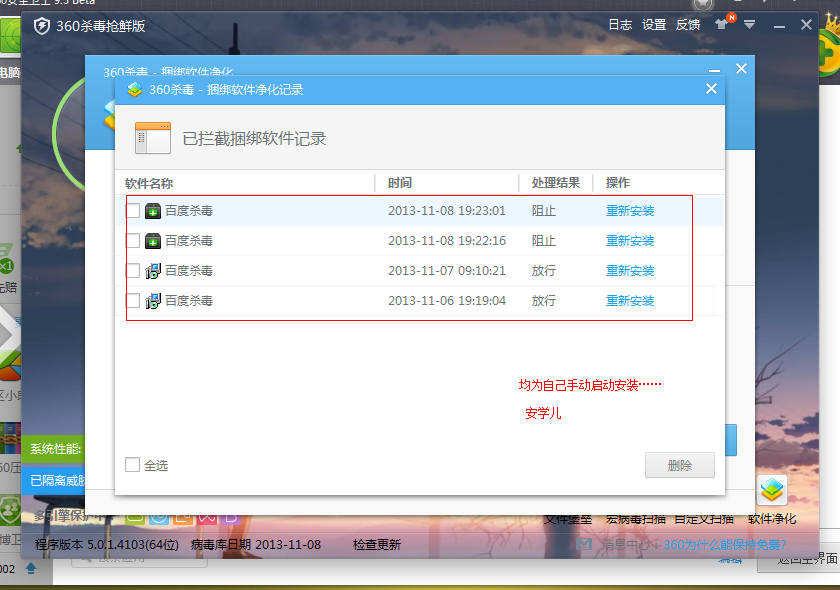 360杀毒抢鲜版
日志 设置 反馈
N
360杀毒 - 捆绑软件净化
360杀毒 - 捆绑软件净化记录
已拦截捆绑软件记录
软件名称 时间 处理结果 操作
百度杀毒 2013-11-08 19:23:01 阻止 重新安装
百度杀毒 2013-11-08 19:22:16 阻止 重新安装
百度杀毒 2013-11-07 09:10:21 放行 重新安装
百度杀毒 2013-11-06 19:19:04 放行 重新安装
均为自己手动启动安装……
安学儿
全选 删除
电脑
x1
系统性能:
已隔离威胁
多引擎保护中
文件堡垒 宏病毒扫描 自定义扫描 软件净化
程序版本 5.0.1.4103(64位) 病毒库日期 2013-11-08 检查更新
消息中心:360为什么能保持免费?
编辑
返回主界面
002